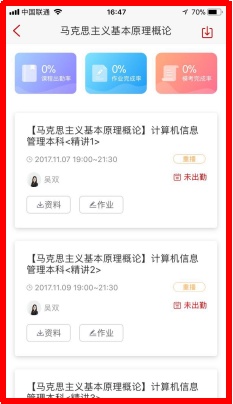 中国联通 16:47 70%
马克思主义基本原理概论
0% 0% 0%
课程出勤率 作业完成率 模考完成率
【马克思主义基本原理概论】计算机信息
管理本科<精讲1>
2017.11.07 19:00~21:30 重播
吴双 未出勤
资料 作业
【马克思主义基本原理概论】计算机信息
管理本科<精讲2>
2017.11.09 19:00~21:30 重播
吴双 未出勤
资料 作业
【马克思主义基本原理概论】计算机信息
管理本科<精讲3>